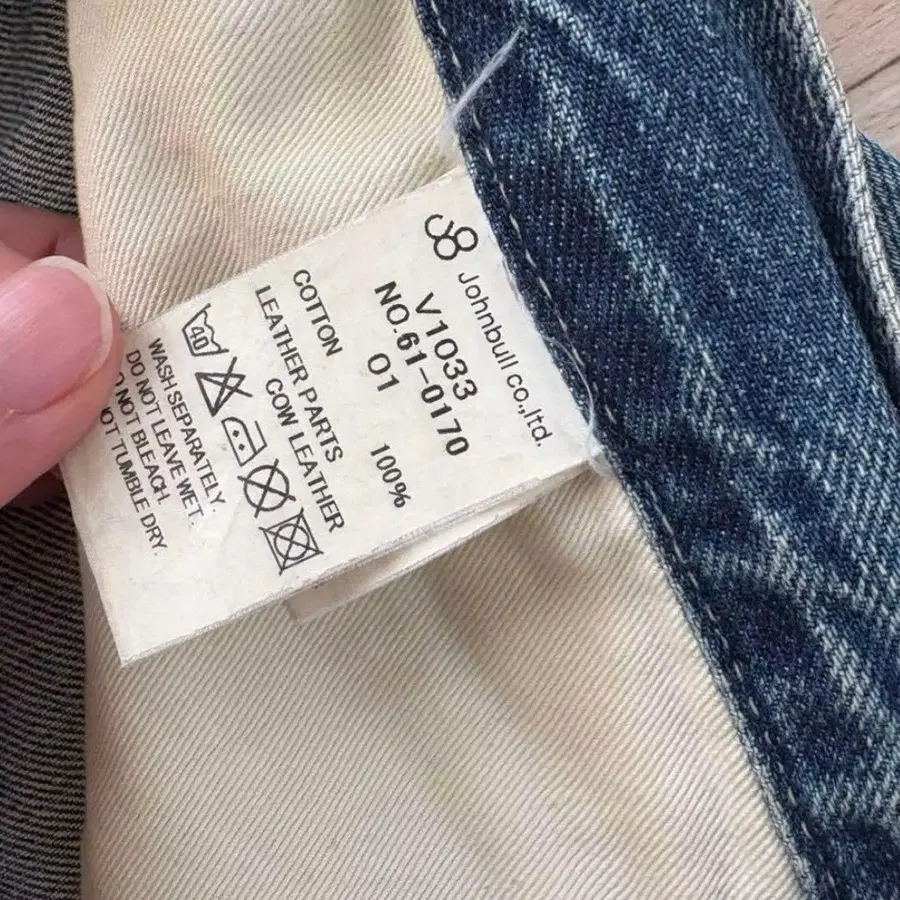 Johnbull co.,ltd.
V1033
NO.61-0170
01
COTTON 100%
LEATHER PARTS
COW LEATHER
40
WASH SEPARATELY.
DO NOT LEAVE WET.
DO NOT BLEACH.
NOT TUMBLE DRY.